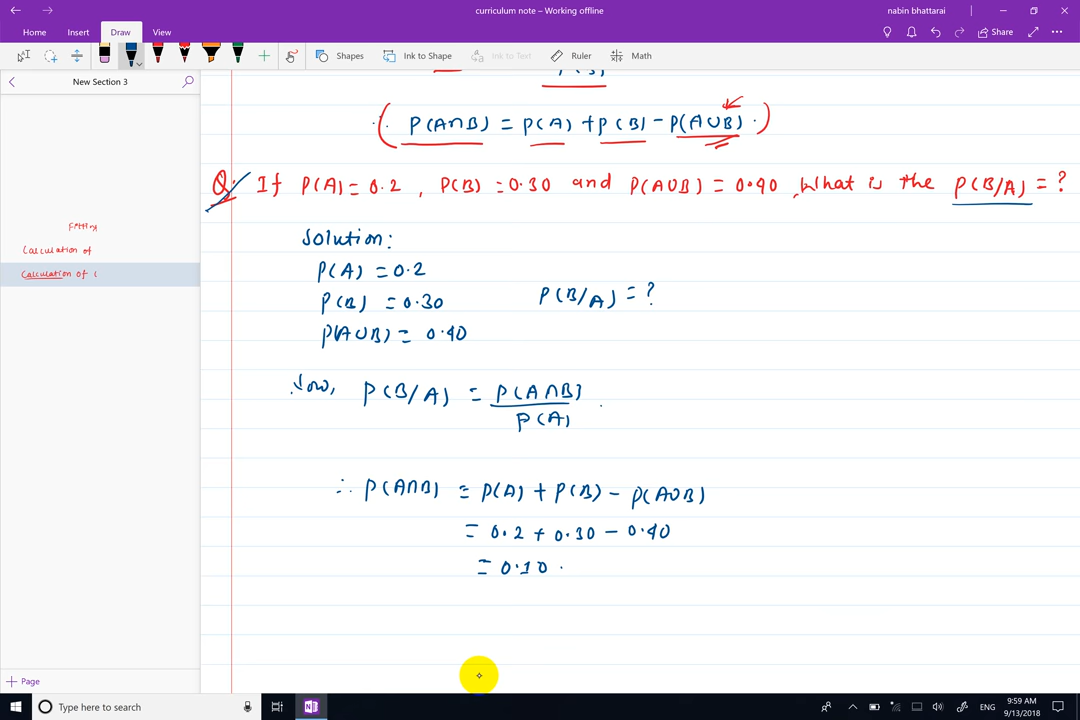 curriculum note – Working offline
nabin bhattarai
Home Insert Draw View
Share
Shapes Ink to Shape Ink to Text Ruler Math
New Section 3
Calculation of
Calculation of C
∴ ( P(A∩B) = P(A) + P(B) – P(A∪B) . )
Q. If P(A) = 0.2 , P(B) = 0.30 and P(A∪B) = 0.40 , What is the P(B/A) = ?
Solution:
P(A) = 0.2
P(B) = 0.30 P(B/A) = ?
P(A∪B) = 0.40
Now, P(B/A) = P(A∩B)
P(A)
∴ P(A∩B) = P(A) + P(B) – P(A∪B)
= 0.2 + 0.30 – 0.40
= 0.10 .
+ Page
Type here to search
ENG
9:59 AM
9/13/2018